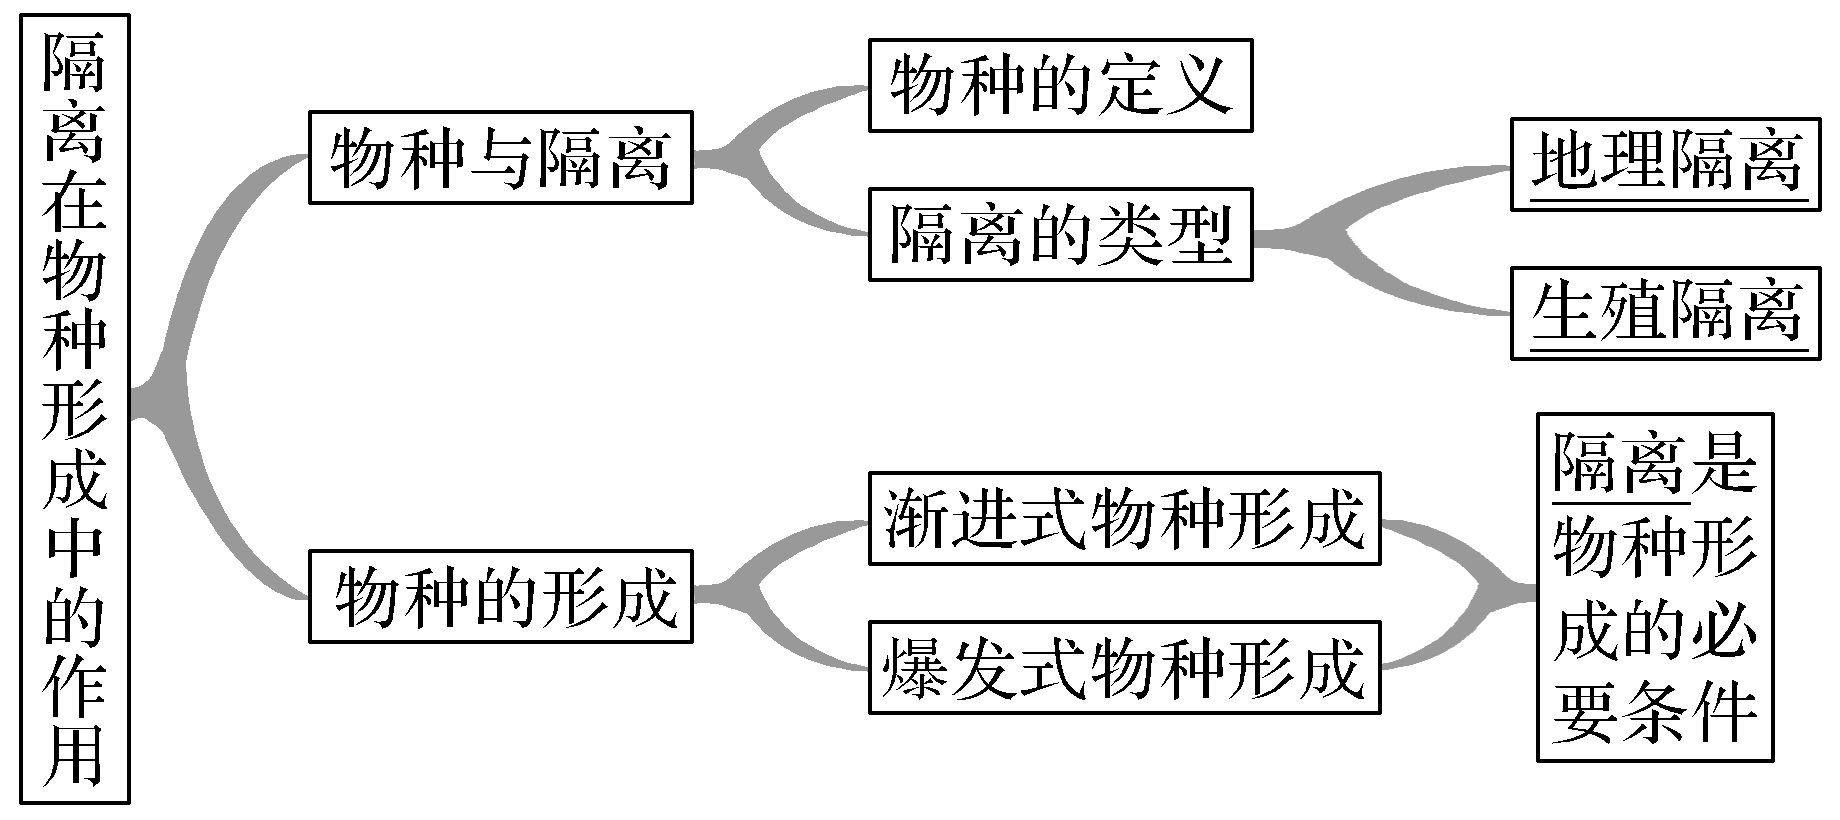 隔离在物种形成中的作用
物种与隔离
物种的定义
隔离的类型
地理隔离
生殖隔离
物种的形成
渐进式物种形成
爆发式物种形成
隔离是
物种形
成的必
要条件